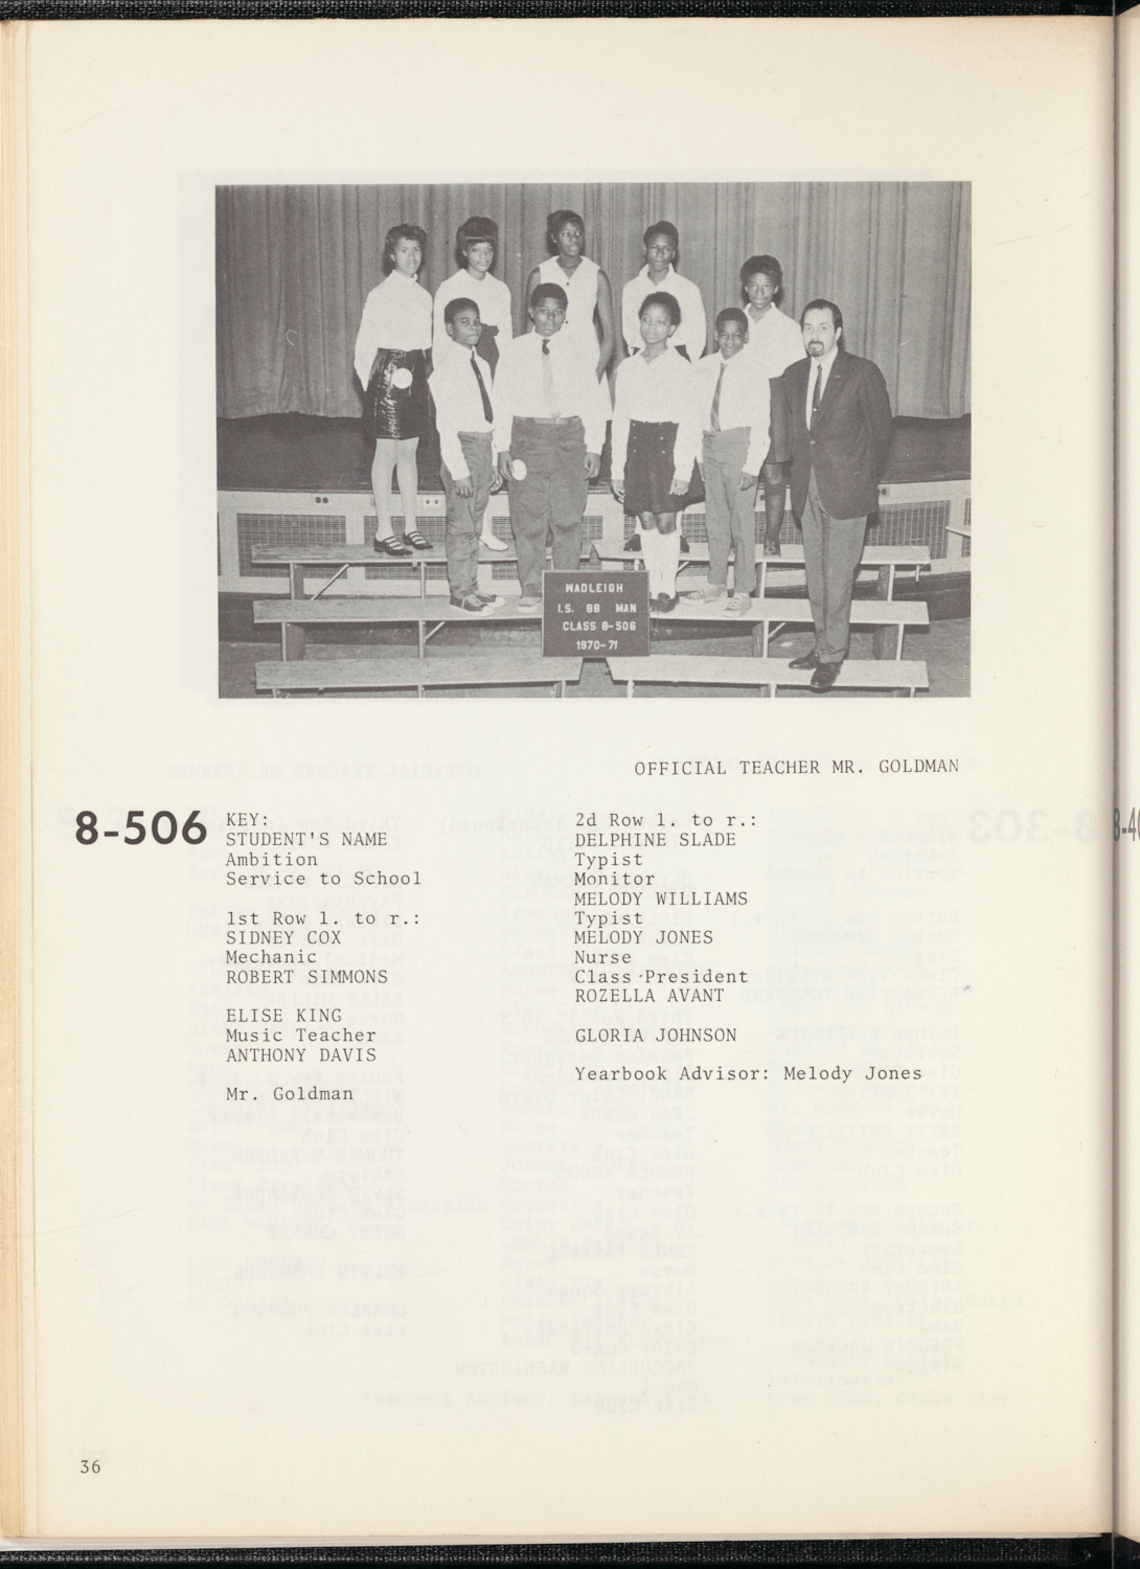 WADLEIGH
I.S. 88 MAN
CLASS 8-506
1970-71
OFFICIAL TEACHER MR. GOLDMAN
8-506
KEY:
STUDENT'S NAME
Ambition
Service to School
1st Row l. to r.:
SIDNEY COX
Mechanic
ROBERT SIMMONS
ELISE KING
Music Teacher
ANTHONY DAVIS
Mr. Goldman
2d Row l. to r.:
DELPHINE SLADE
Typist
Monitor
MELODY WILLIAMS
Typist
MELODY JONES
Nurse
Class President
ROZELLA AVANT
GLORIA JOHNSON
Yearbook Advisor: Melody Jones
36